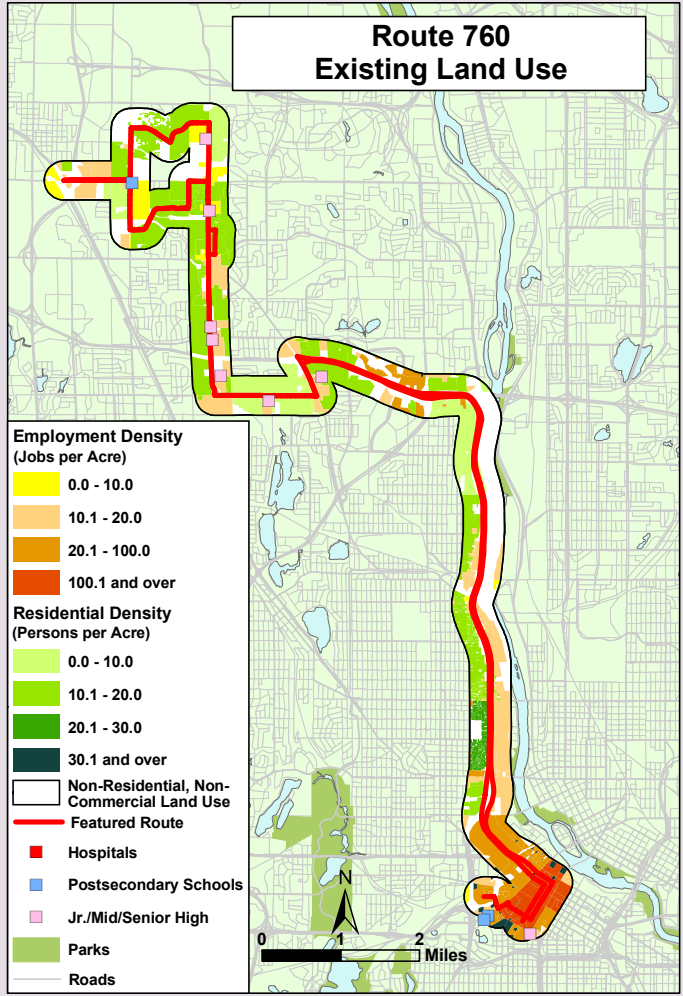 Route 760
Existing Land Use
Employment Density
(Jobs per Acre)
0.0 - 10.0
10.1 - 20.0
20.1 - 100.0
100.1 and over
Residential Density
(Persons per Acre)
0.0 - 10.0
10.1 - 20.0
20.1 - 30.0
30.1 and over
Non-Residential, Non-
Commercial Land Use
Featured Route
Hospitals
Postsecondary Schools
Jr./Mid/Senior High
Parks
Roads
N
0 1 2
Miles